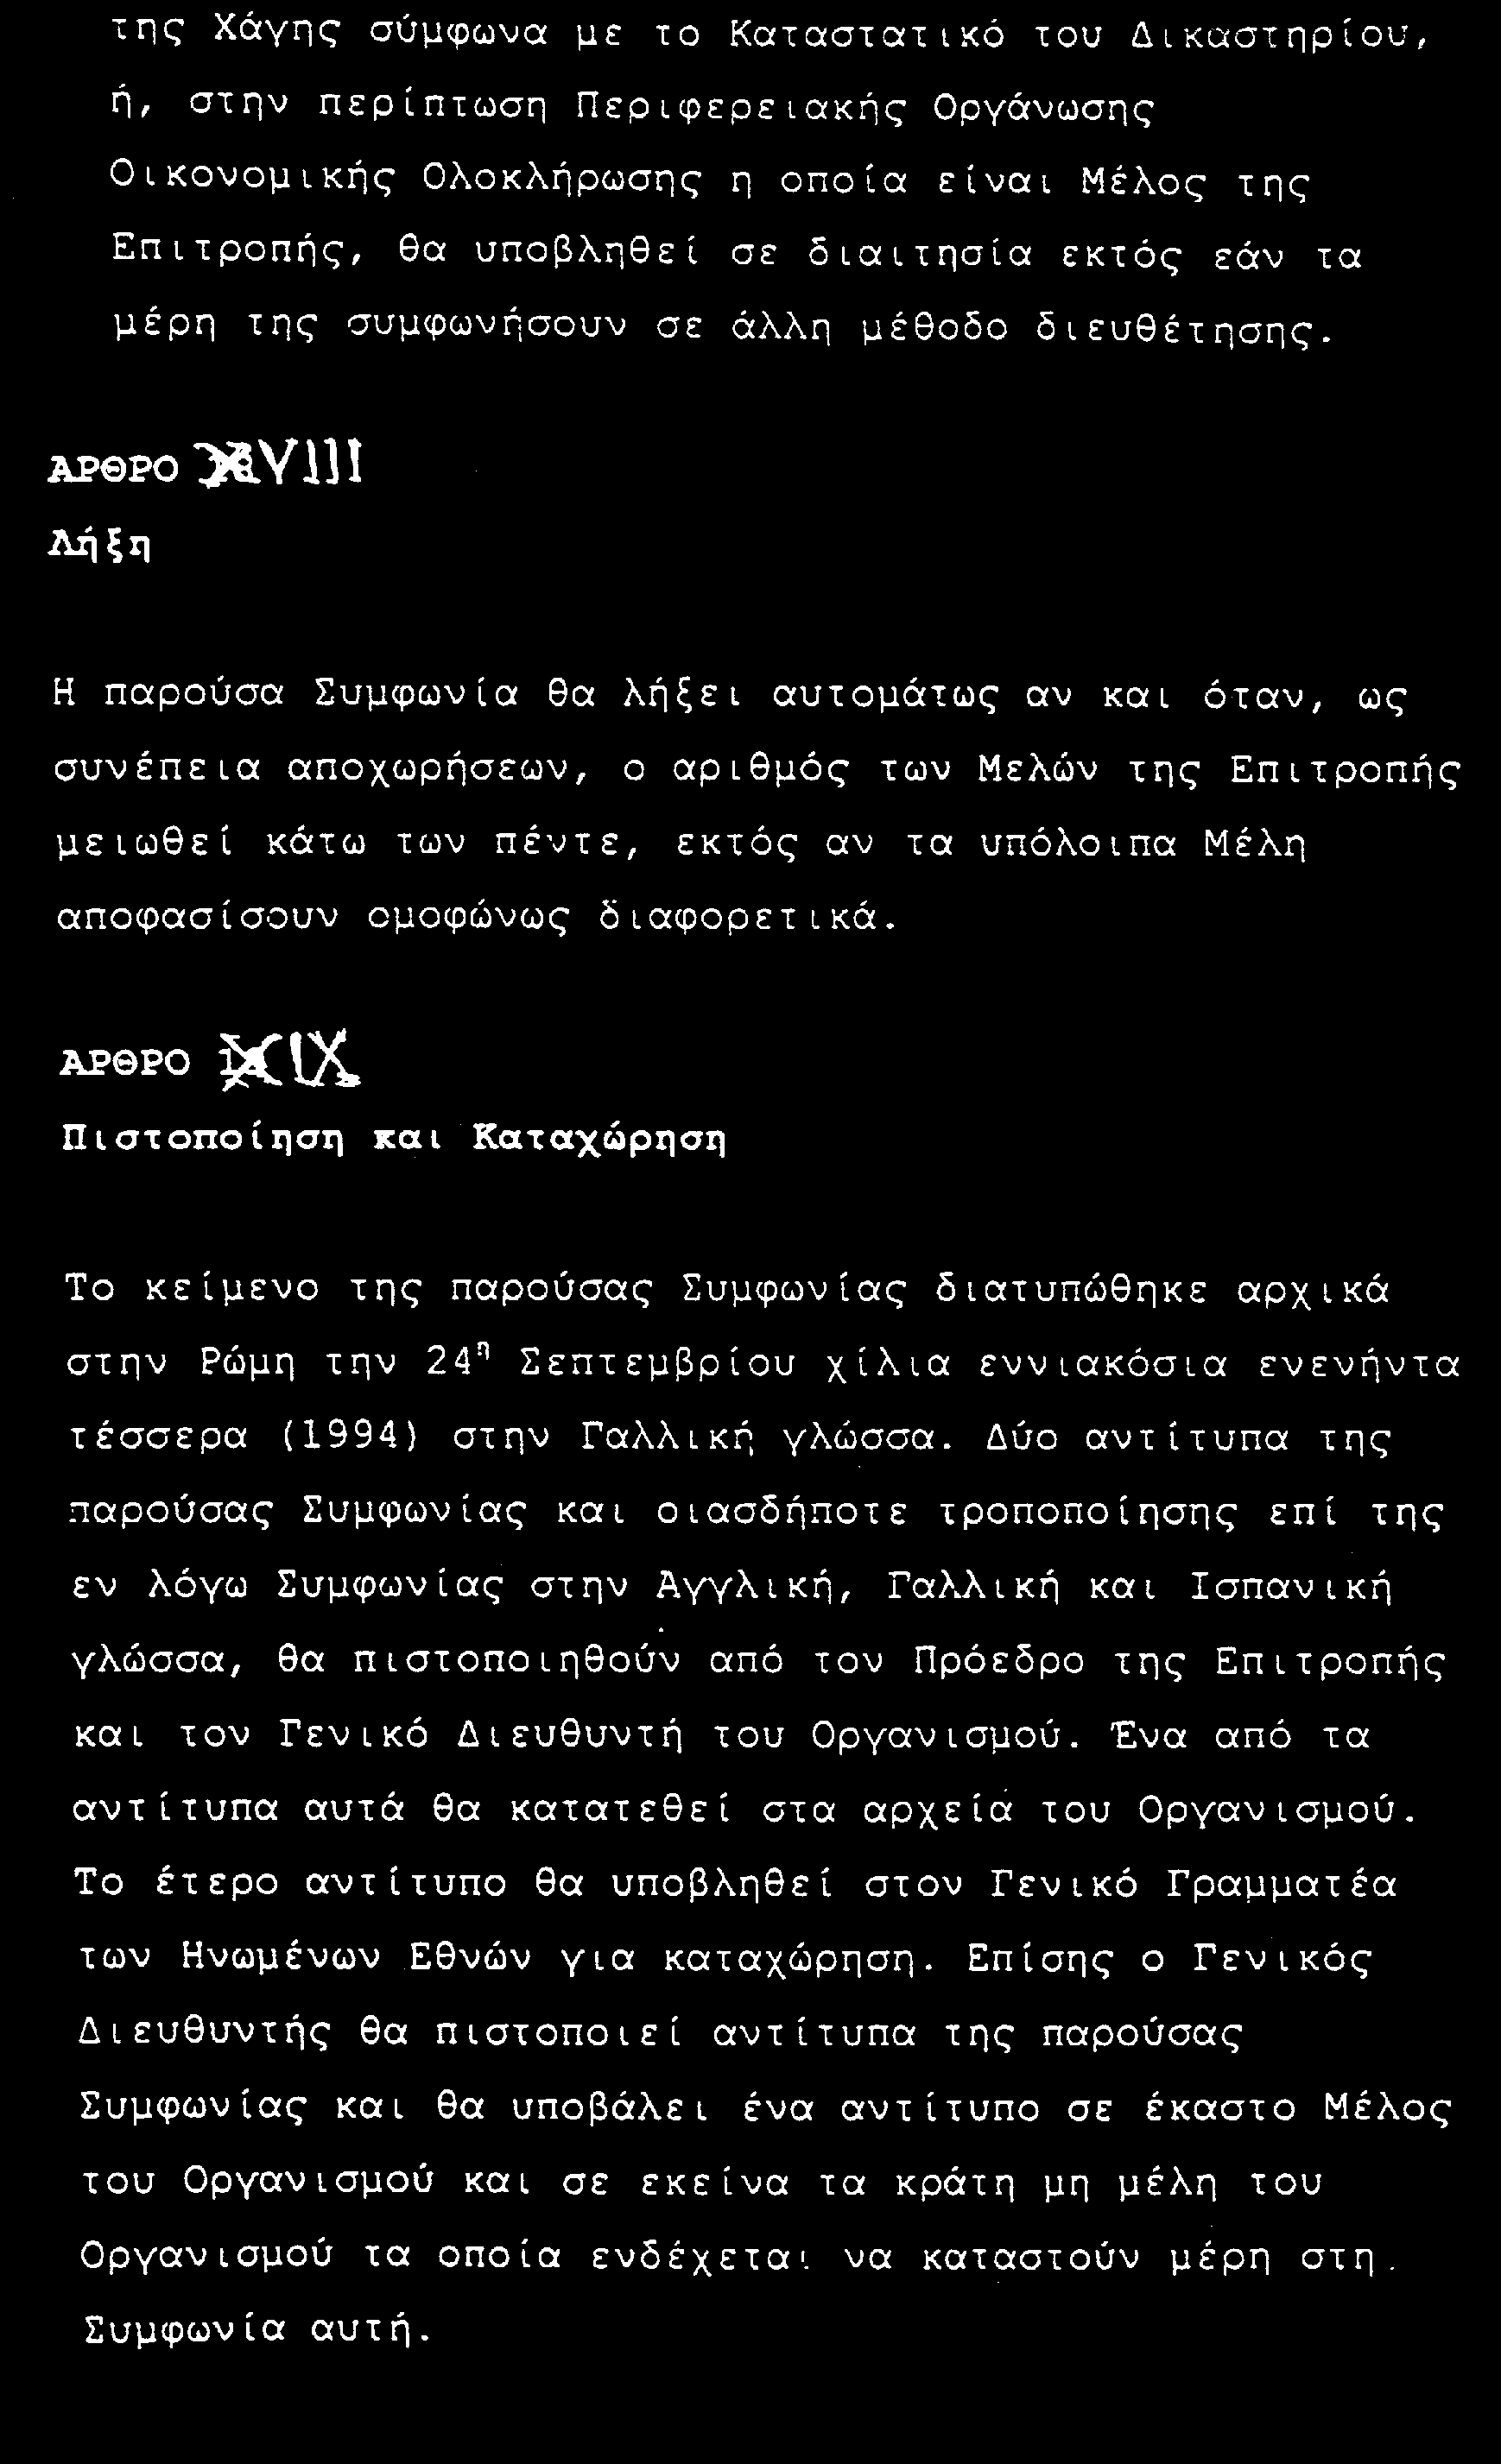 της Χάγης σύμφωνα με το Καταστατικό του Δικαστηρίου,
ή, στην περίπτωση Περιφερειακής Οργάνωσης
Οικονομικής Ολοκλήρωσης η οποία είναι Μέλος της
Επιτροπής, θα υποβληθεί σε διαιτησία εκτός εάν τα
μέρη της συμφωνήσουν σε άλλη μέθοδο διευθέτησης.
ΑΡΘΡΟ XVIII
Λήξη
Η παρούσα Συμφωνία θα λήξει αυτομάτως αν και όταν, ως
συνέπεια αποχωρήσεων, ο αριθμός των Μελών της Επιτροπής
μειωθεί κάτω των πέντε, εκτός αν τα υπόλοιπα Μέλη
αποφασίσουν ομοφώνως διαφορετικά.
ΑΡΘΡΟ XIX
Πιστοποίηση και Καταχώρηση
Το κείμενο της παρούσας Συμφωνίας διατυπώθηκε αρχικά
στην Ρώμη την 24η Σεπτεμβρίου χίλια εννιακόσια ενενήντα
τέσσερα (1994) στην Γαλλική γλώσσα. Δύο αντίτυπα της
παρούσας Συμφωνίας και οιασδήποτε τροποποίησης επί της
εν λόγω Συμφωνίας στην Αγγλική, Γαλλική και Ισπανική
γλώσσα, θα πιστοποιηθούν από τον Πρόεδρο της Επιτροπής
και τον Γενικό Διευθυντή του Οργανισμού. Ένα από τα
αντίτυπα αυτά θα κατατεθεί στα αρχεία του Οργανισμού.
Το έτερο αντίτυπο θα υποβληθεί στον Γενικό Γραμματέα
των Ηνωμένων Εθνών για καταχώρηση. Επίσης ο Γενικός
Διευθυντής θα πιστοποιεί αντίτυπα της παρούσας
Συμφωνίας και θα υποβάλει ένα αντίτυπο σε έκαστο Μέλος
του Οργανισμού και σε εκείνα τα κράτη μη μέλη του
Οργανισμού τα οποία ενδέχεται να καταστούν μέρη στη.
Συμφωνία αυτή.